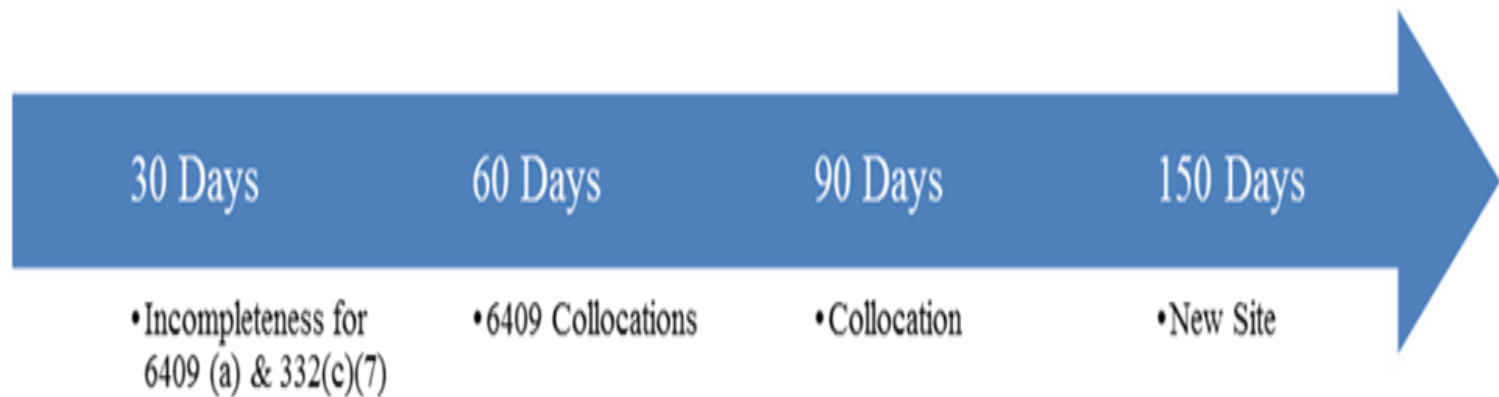 30 Days 60 Days 90 Days 150 Days
•Incompleteness for
6409 (a) & 332(c)(7)
•6409 Collocations
•Collocation
•New Site